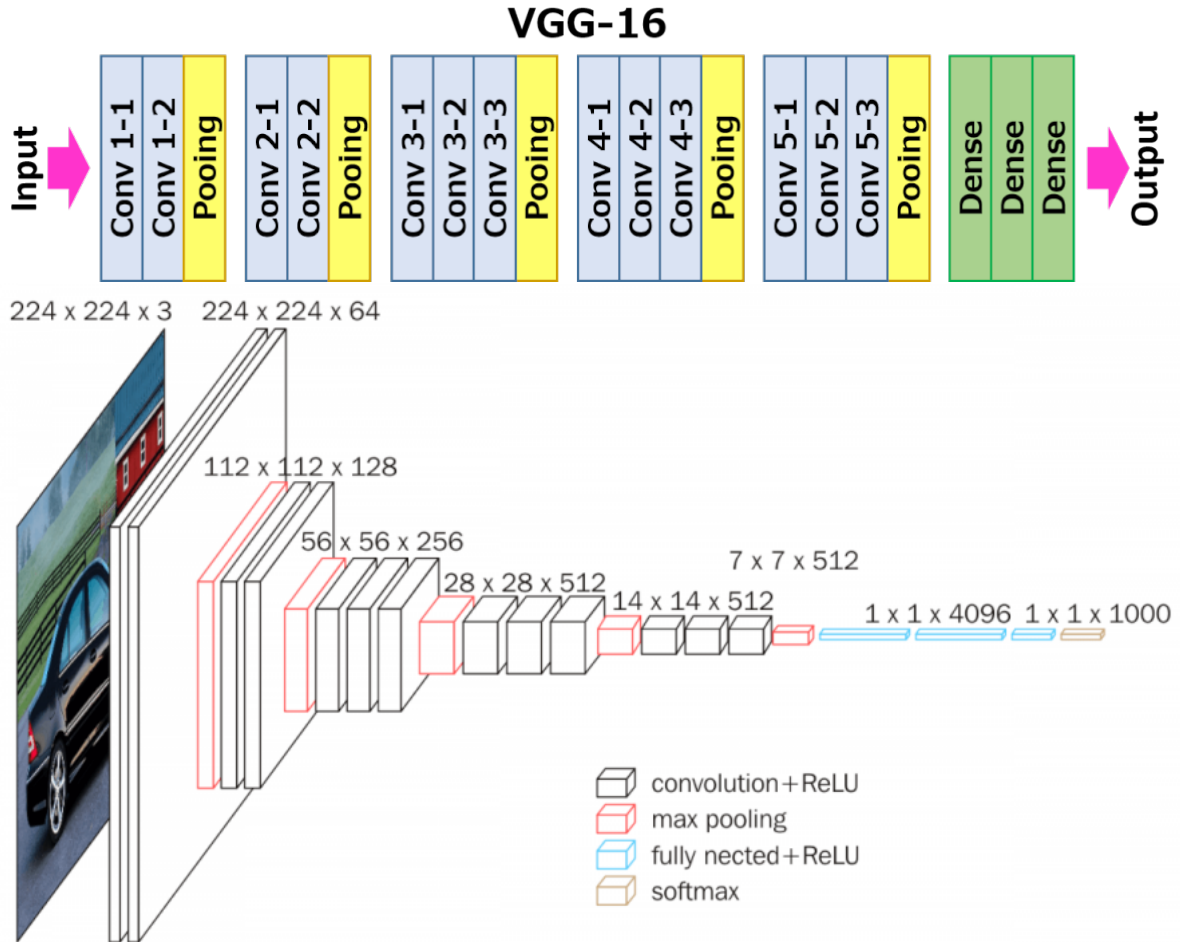 VGG-16
Input
Conv 1-1
Conv 1-2
Pooing
Conv 2-1
Conv 2-2
Pooing
Conv 3-1
Conv 3-2
Conv 3-3
Pooing
Conv 4-1
Conv 4-2
Conv 4-3
Pooing
Conv 5-1
Conv 5-2
Conv 5-3
Pooing
Dense
Dense
Dense
Output
224 x 224 x 3
224 x 224 x 64
112 x 112 x 128
56 x 56 x 256
28 x 28 x 512
14 x 14 x 512
7 x 7 x 512
1 x 1 x 4096
1 x 1 x 1000
convolution+ReLU
max pooling
fully nected+ReLU
softmax